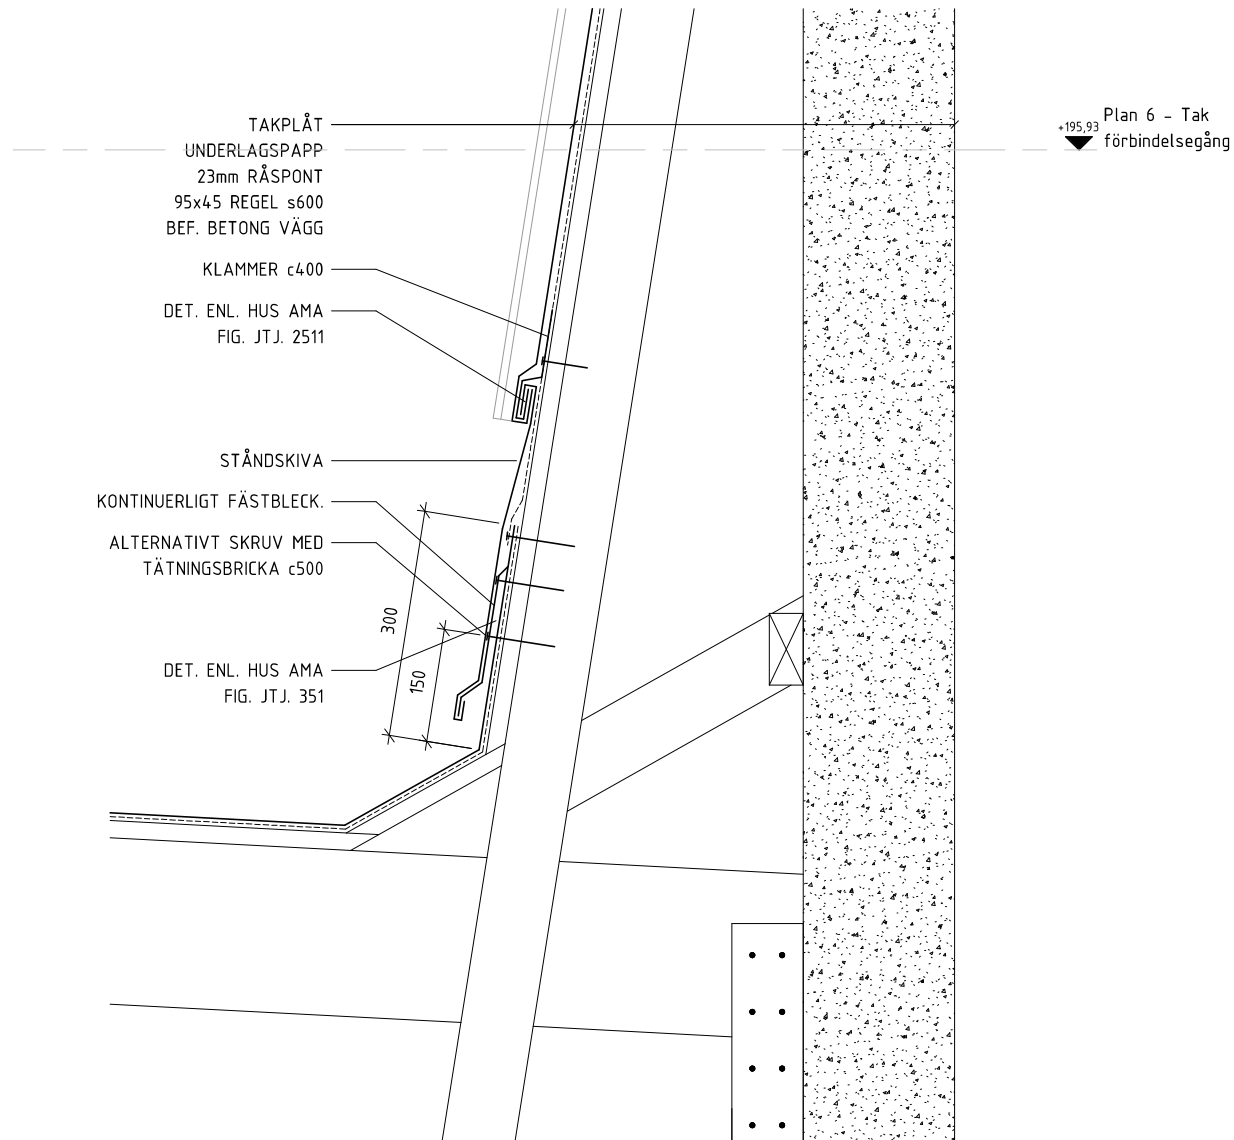 TAKPLÅT
UNDERLAGSPAPP
23mm RÅSPONT
95x45 REGEL s600
BEF. BETONG VÄGG
KLAMMER c400
DET. ENL. HUS AMA
FIG. JTJ. 2511
STÅNDSKIVA
KONTINUERLIGT FÄSTBLECK.
ALTERNATIVT SKRUV MED
TÄTNINGSBRICKA c500
DET. ENL. HUS AMA
FIG. JTJ. 351
300
150
+195,93
Plan 6 - Tak
förbindelsegång